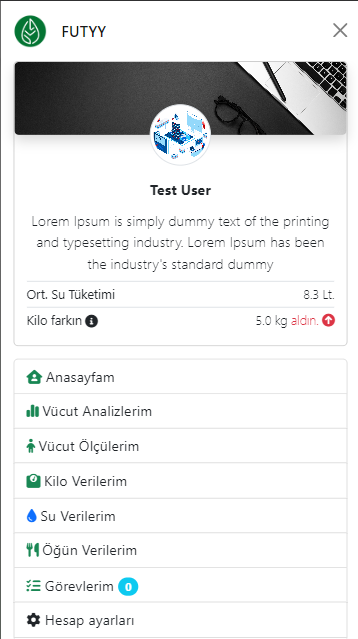 FUTYY
Test User
Lorem Ipsum is simply dummy text of the printing
and typesetting industry. Lorem Ipsum has been
the industry's standard dummy
Ort. Su Tüketimi 8.3 Lt.
Kilo farkın 5.0 kg aldın.
Anasayfam
Vücut Analizlerim
Vücut Ölçülerim
Kilo Verilerim
Su Verilerim
Öğün Verilerim
Görevlerim 0
Hesap ayarları